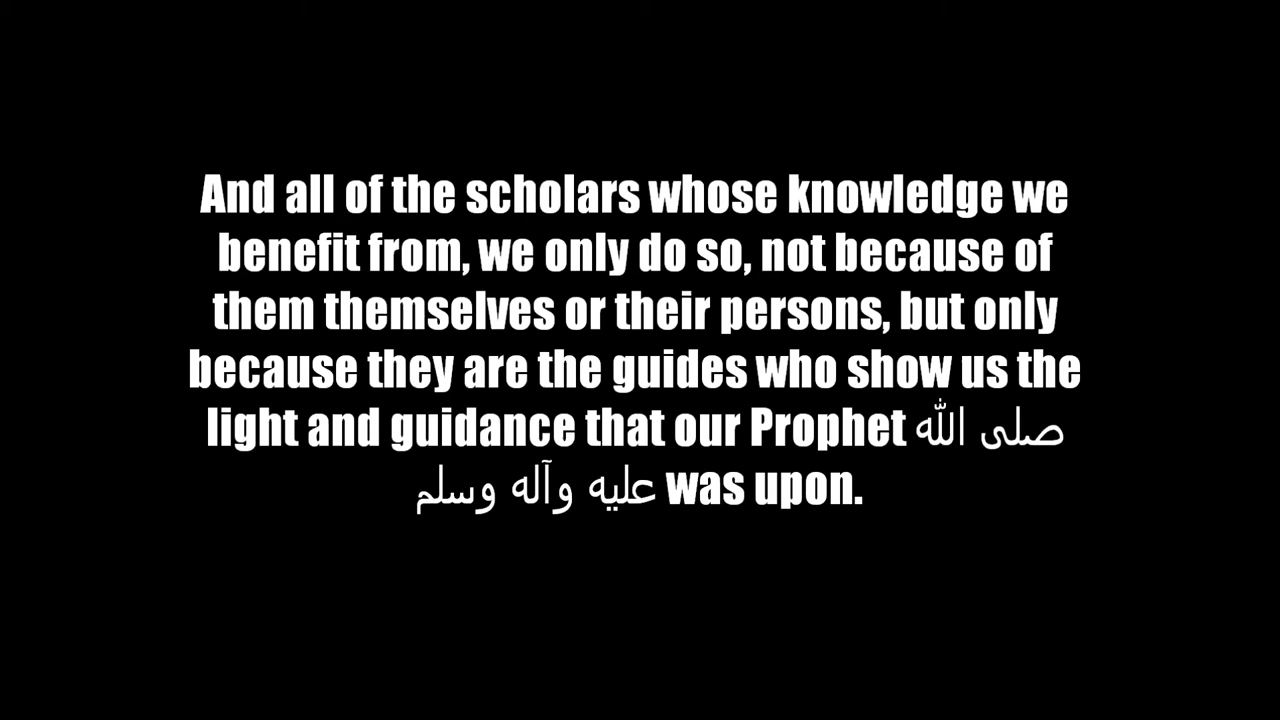 And all of the scholars whose knowledge we
benefit from, we only do so, not because of
them themselves or their persons, but only
because they are the guides who show us the
light and guidance that our Prophet صلى الله
عليه وآله وسلم was upon.